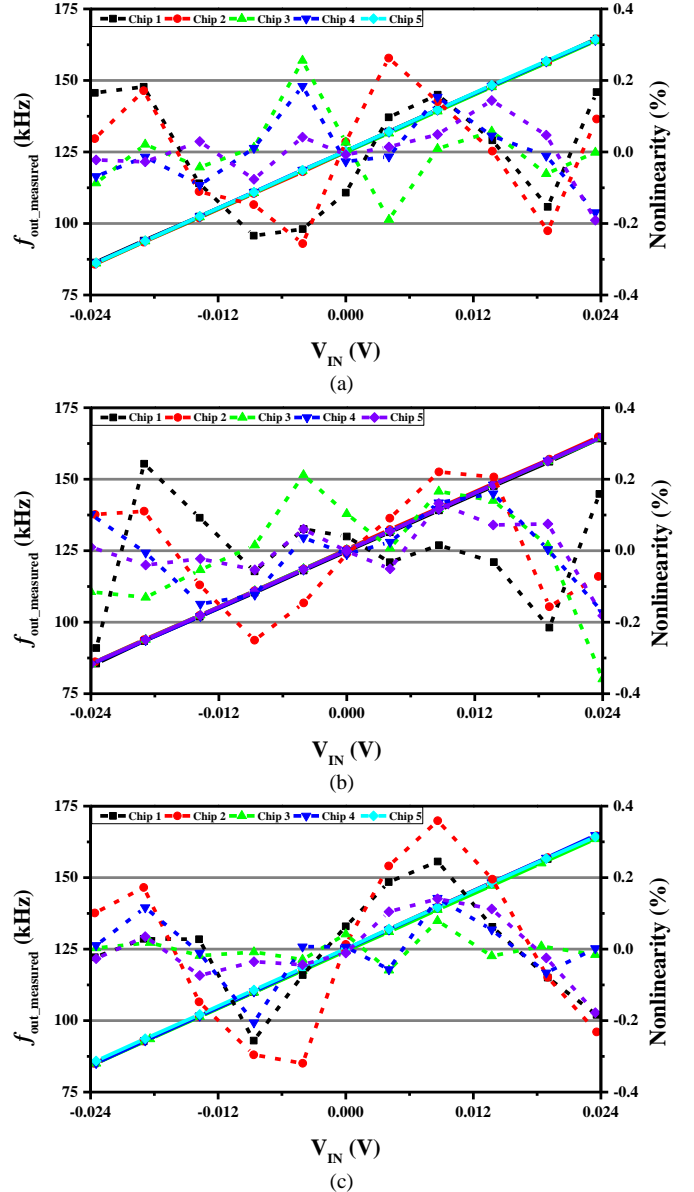 Chip 1 Chip 2 Chip 3 Chip 4 Chip 5
175
150
125
100
75
0.4
0.2
0.0
-0.2
-0.4
-0.024 -0.012 0.000 0.012 0.024
f_out_measured (kHz)
Nonlinearity (%)
V_IN (V)
(a)
Chip 1 Chip 2 Chip 3 Chip 4 Chip 5
175
150
125
100
75
0.4
0.2
0.0
-0.2
-0.4
-0.024 -0.012 0.000 0.012 0.024
f_out_measured (kHz)
Nonlinearity (%)
V_IN (V)
(b)
Chip 1 Chip 2 Chip 3 Chip 4 Chip 5
175
150
125
100
75
0.4
0.2
0.0
-0.2
-0.4
-0.024 -0.012 0.000 0.012 0.024
f_out_measured (kHz)
Nonlinearity (%)
V_IN (V)
(c)